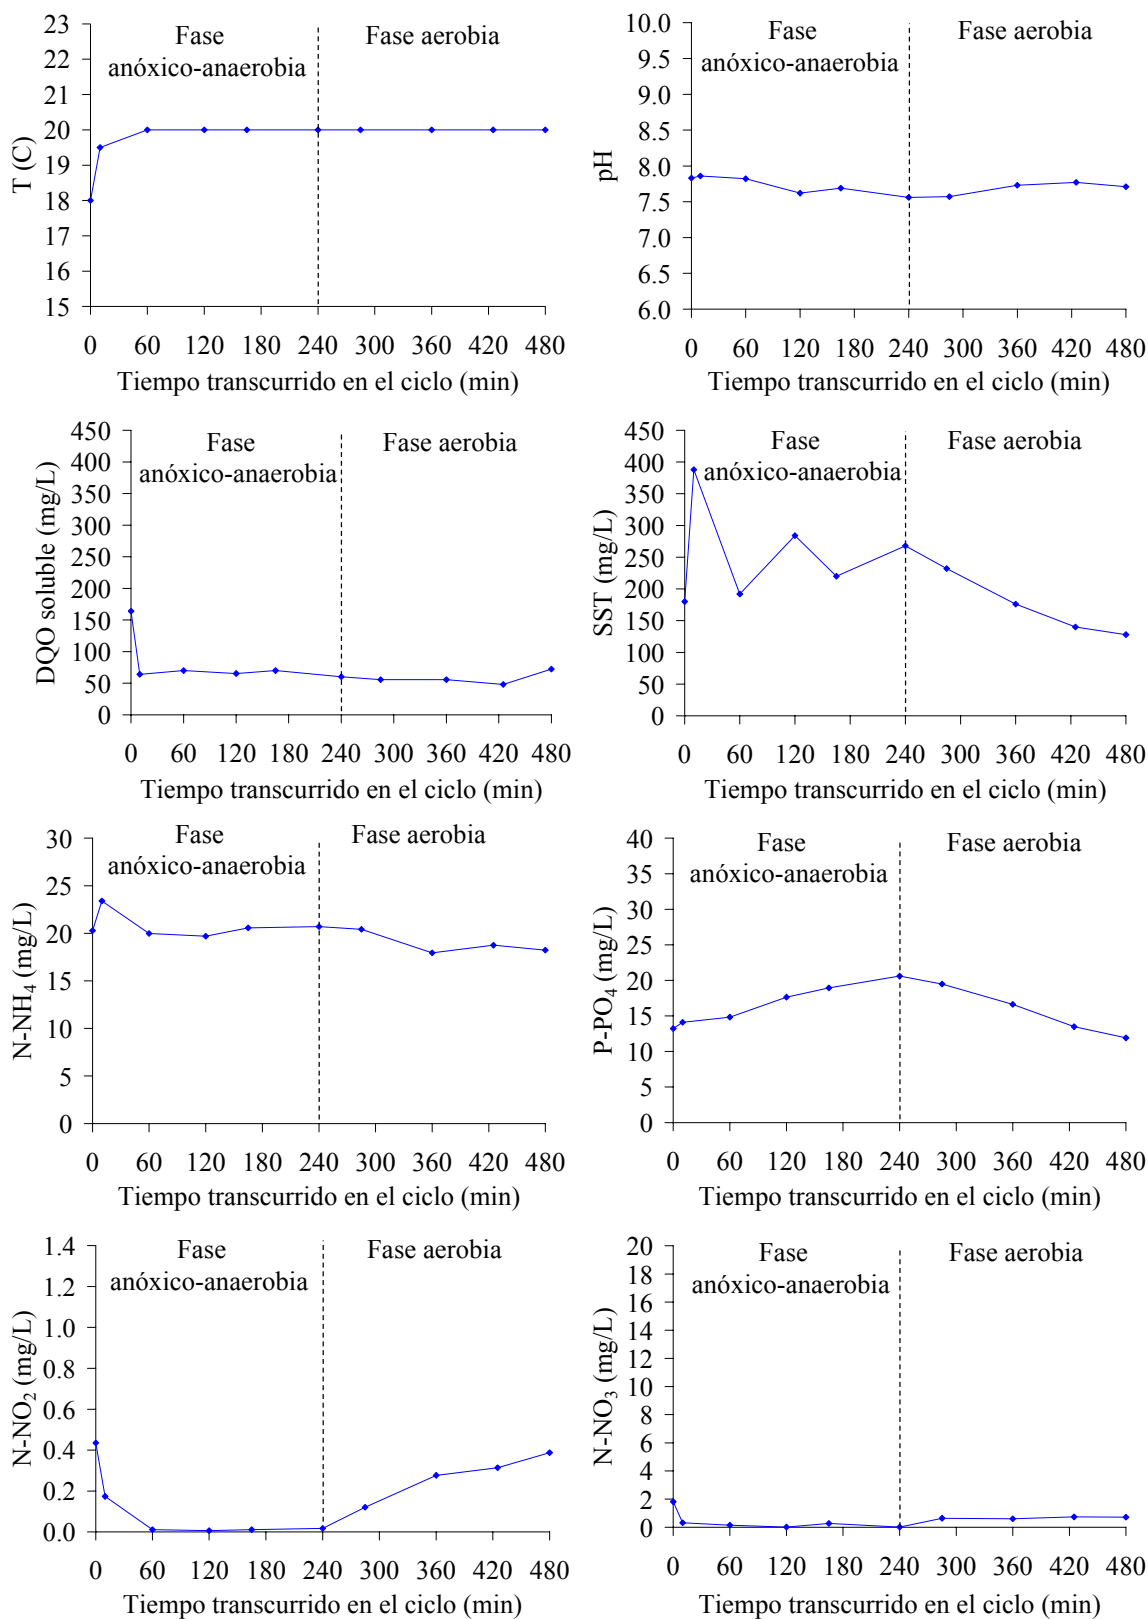 23
22
21
20
19
18
17
16
15
T (C)
Fase
anóxico-anaerobia
Fase aerobia
0 60 120 180 240 300 360 420 480
Tiempo transcurrido en el ciclo (min)
10.0
9.5
9.0
8.5
8.0
7.5
7.0
6.5
6.0
pH
Fase
anóxico-anaerobia
Fase aerobia
0 60 120 180 240 300 360 420 480
Tiempo transcurrido en el ciclo (min)
450
400
350
300
250
200
150
100
50
0
DQO soluble (mg/L)
Fase
anóxico-anaerobia
Fase aerobia
0 60 120 180 240 300 360 420 480
Tiempo transcurrido en el ciclo (min)
450
400
350
300
250
200
150
100
50
0
SST (mg/L)
Fase
anóxico-anaerobia
Fase aerobia
0 60 120 180 240 300 360 420 480
Tiempo transcurrido en el ciclo (min)
30
25
20
15
10
5
0
N-NH4 (mg/L)
Fase
anóxico-anaerobia
Fase aerobia
0 60 120 180 240 300 360 420 480
Tiempo transcurrido en el ciclo (min)
40
35
30
25
20
15
10
5
0
P-PO4 (mg/L)
Fase
anóxico-anaerobia
Fase aerobia
0 60 120 180 240 300 360 420 480
Tiempo transcurrido en el ciclo (min)
1.4
1.2
1.0
0.8
0.6
0.4
0.2
0.0
N-NO2 (mg/L)
Fase
anóxico-anaerobia
Fase aerobia
0 60 120 180 240 300 360 420 480
Tiempo transcurrido en el ciclo (min)
20
18
16
14
12
10
8
6
4
2
0
N-NO3 (mg/L)
Fase
anóxico-anaerobia
Fase aerobia
0 60 120 180 240 300 360 420 480
Tiempo transcurrido en el ciclo (min)